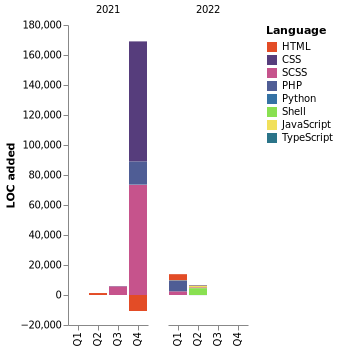 2021 2022
180,000
160,000
140,000
120,000
100,000
80,000
60,000
40,000
20,000
0
−20,000
LOC added
Q1 Q2 Q3 Q4 Q1 Q2 Q3 Q4
Language
HTML
CSS
SCSS
PHP
Python
Shell
JavaScript
TypeScript